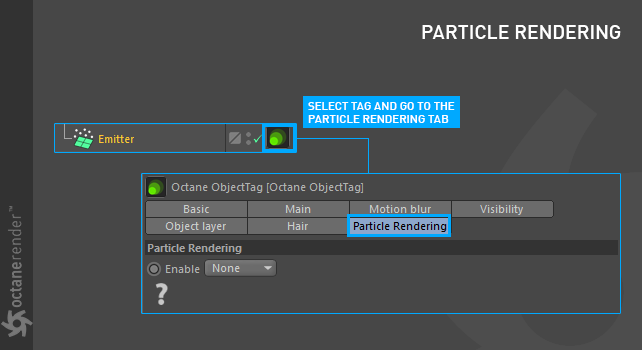 PARTICLE RENDERING
SELECT TAG AND GO TO THE
PARTICLE RENDERING TAB
Emitter
Octane ObjectTag [Octane ObjectTag]
Basic Main Motion blur Visibility
Object layer Hair Particle Rendering
Particle Rendering
Enable None
?
octanerender™